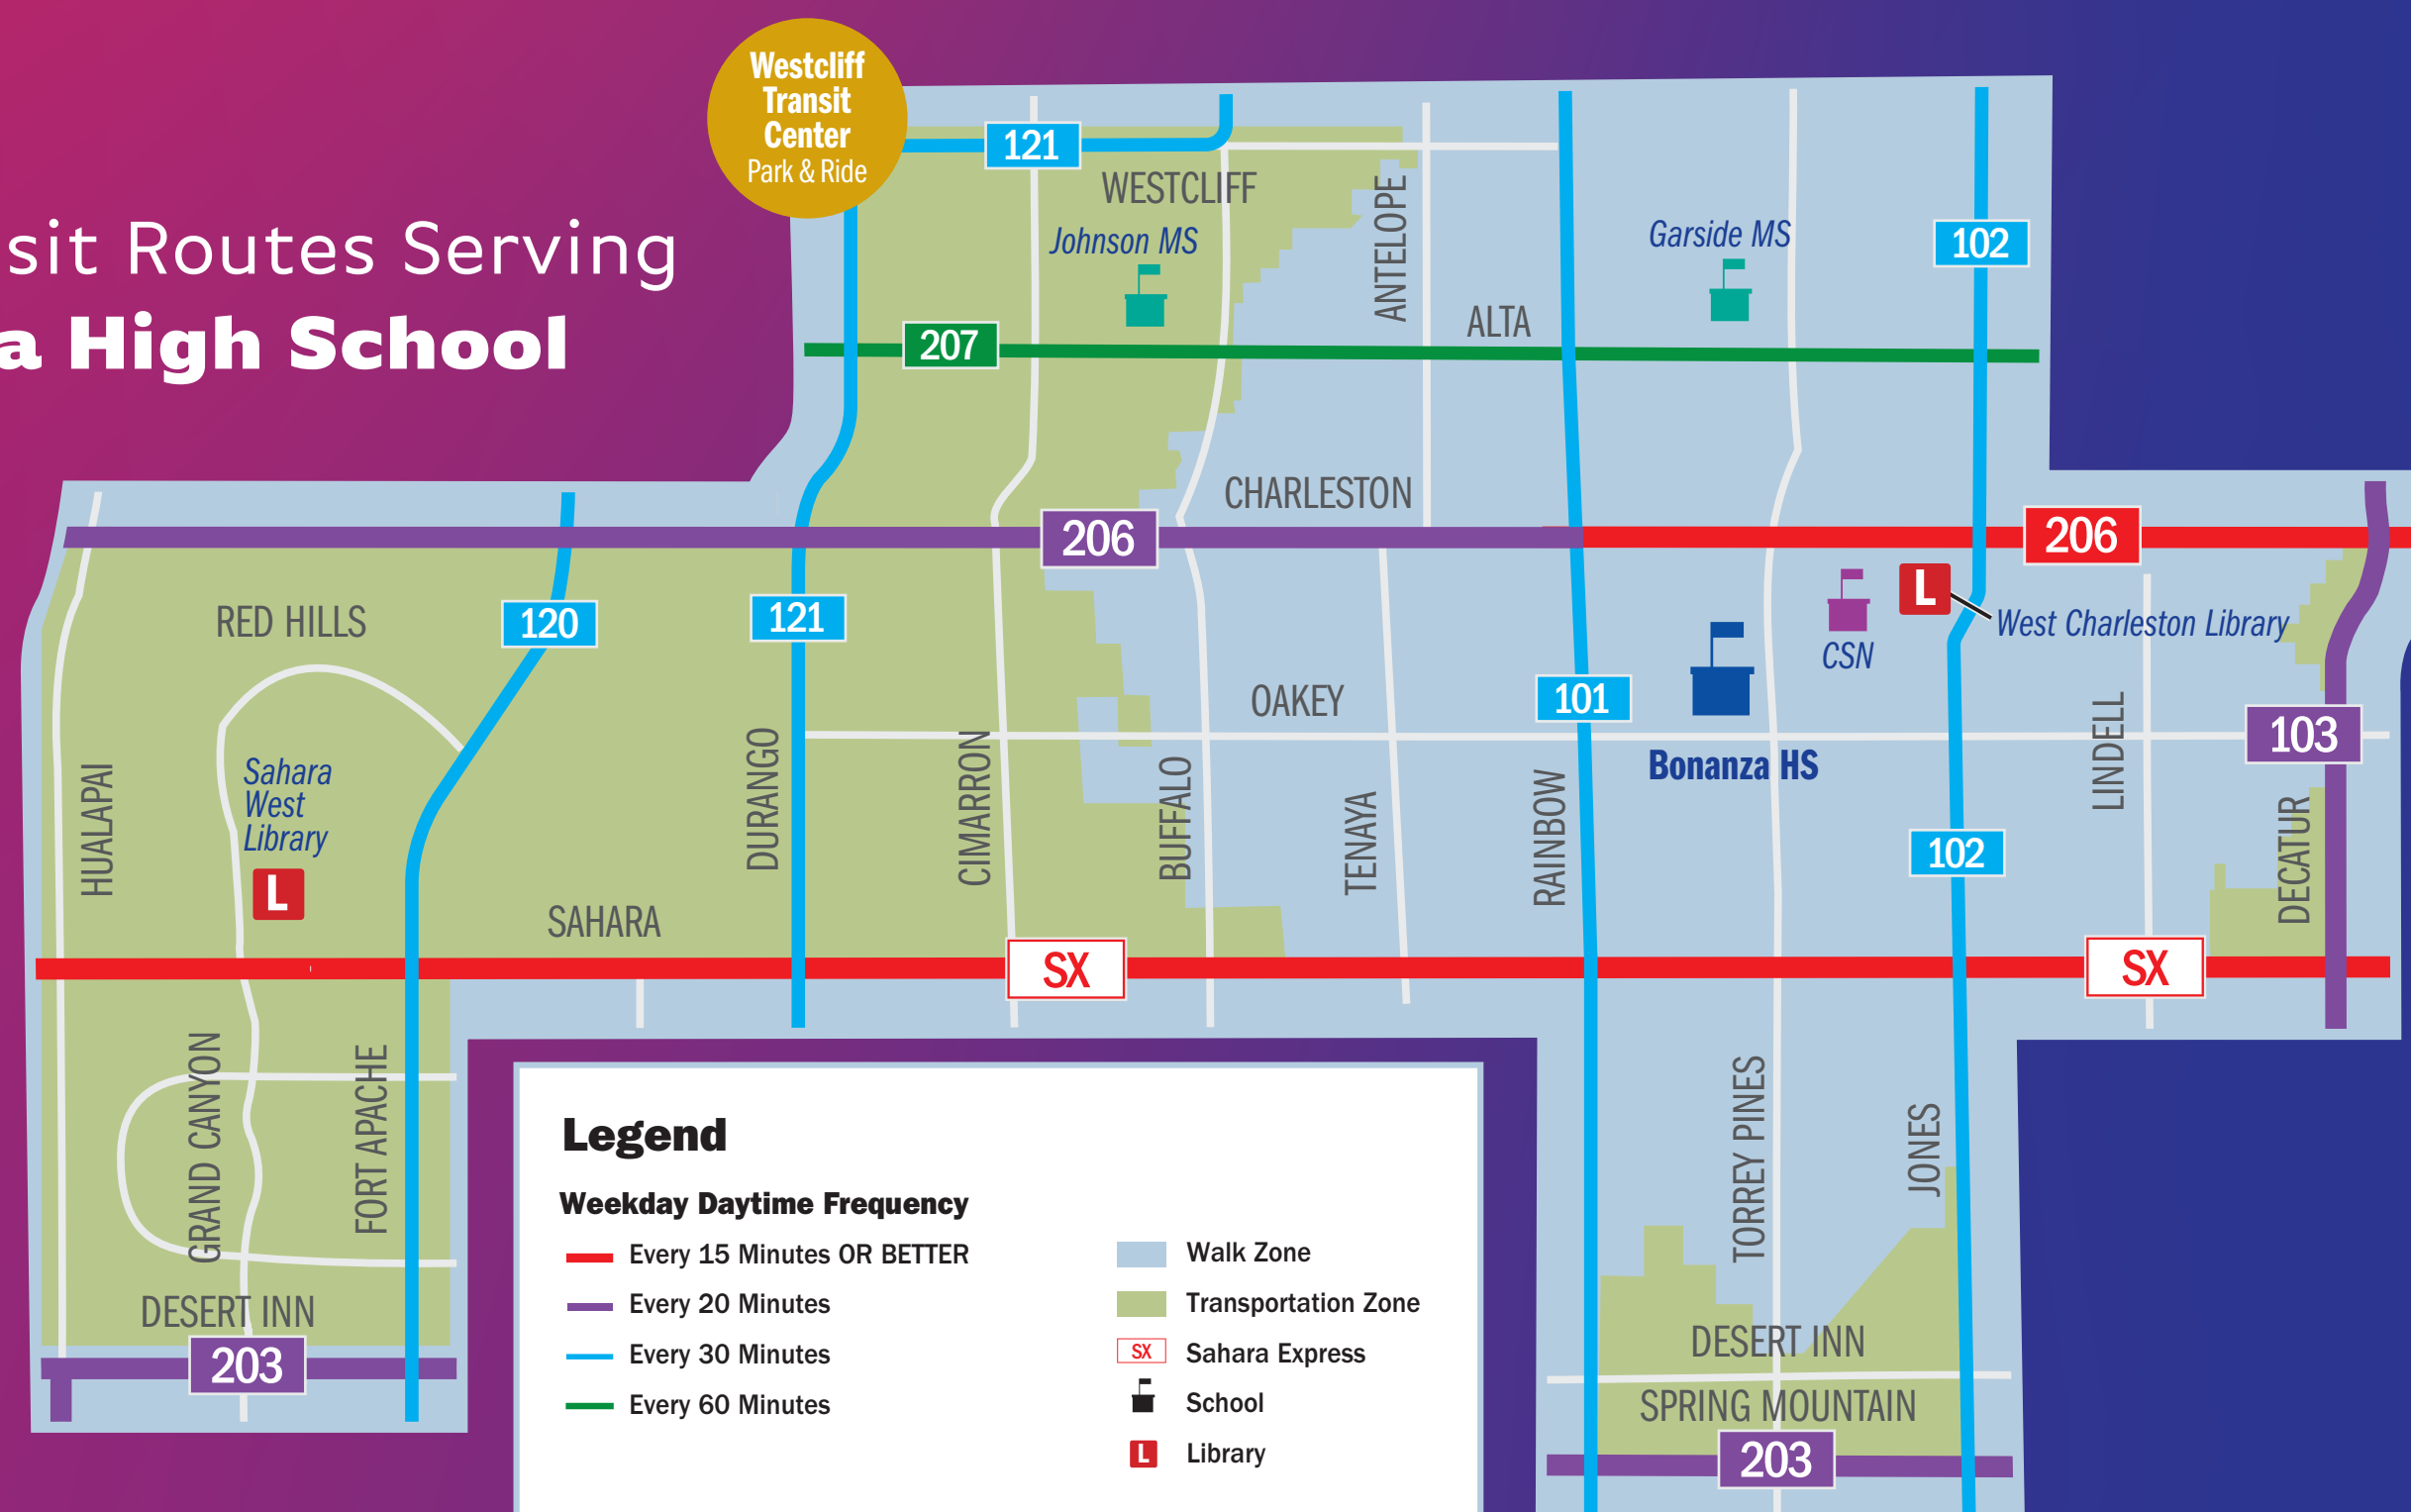 Westcliff
Transit
Center
Park & Ride
sit Routes Serving
a High School
121
WESTCLIFF
Johnson MS
ANTELOPE
Garside MS
102
207
ALTA
CHARLESTON
206
206
RED HILLS
120
121
L
West Charleston Library
CSN
101
OAKEY
Bonanza HS
LINDELL
103
Sahara
West
Library
L
HUALAPAI
DURANGO
CIMARRON
BUFFALO
TENAYA
RAINBOW
102
DECATUR
SAHARA
SX
SX
GRAND CANYON
FORT APACHE
TORREY PINES
JONES
DESERT INN
203
DESERT INN
SPRING MOUNTAIN
203
Legend
Weekday Daytime Frequency
Every 15 Minutes OR BETTER
Every 20 Minutes
Every 30 Minutes
Every 60 Minutes
Walk Zone
Transportation Zone
SX Sahara Express
School
L Library